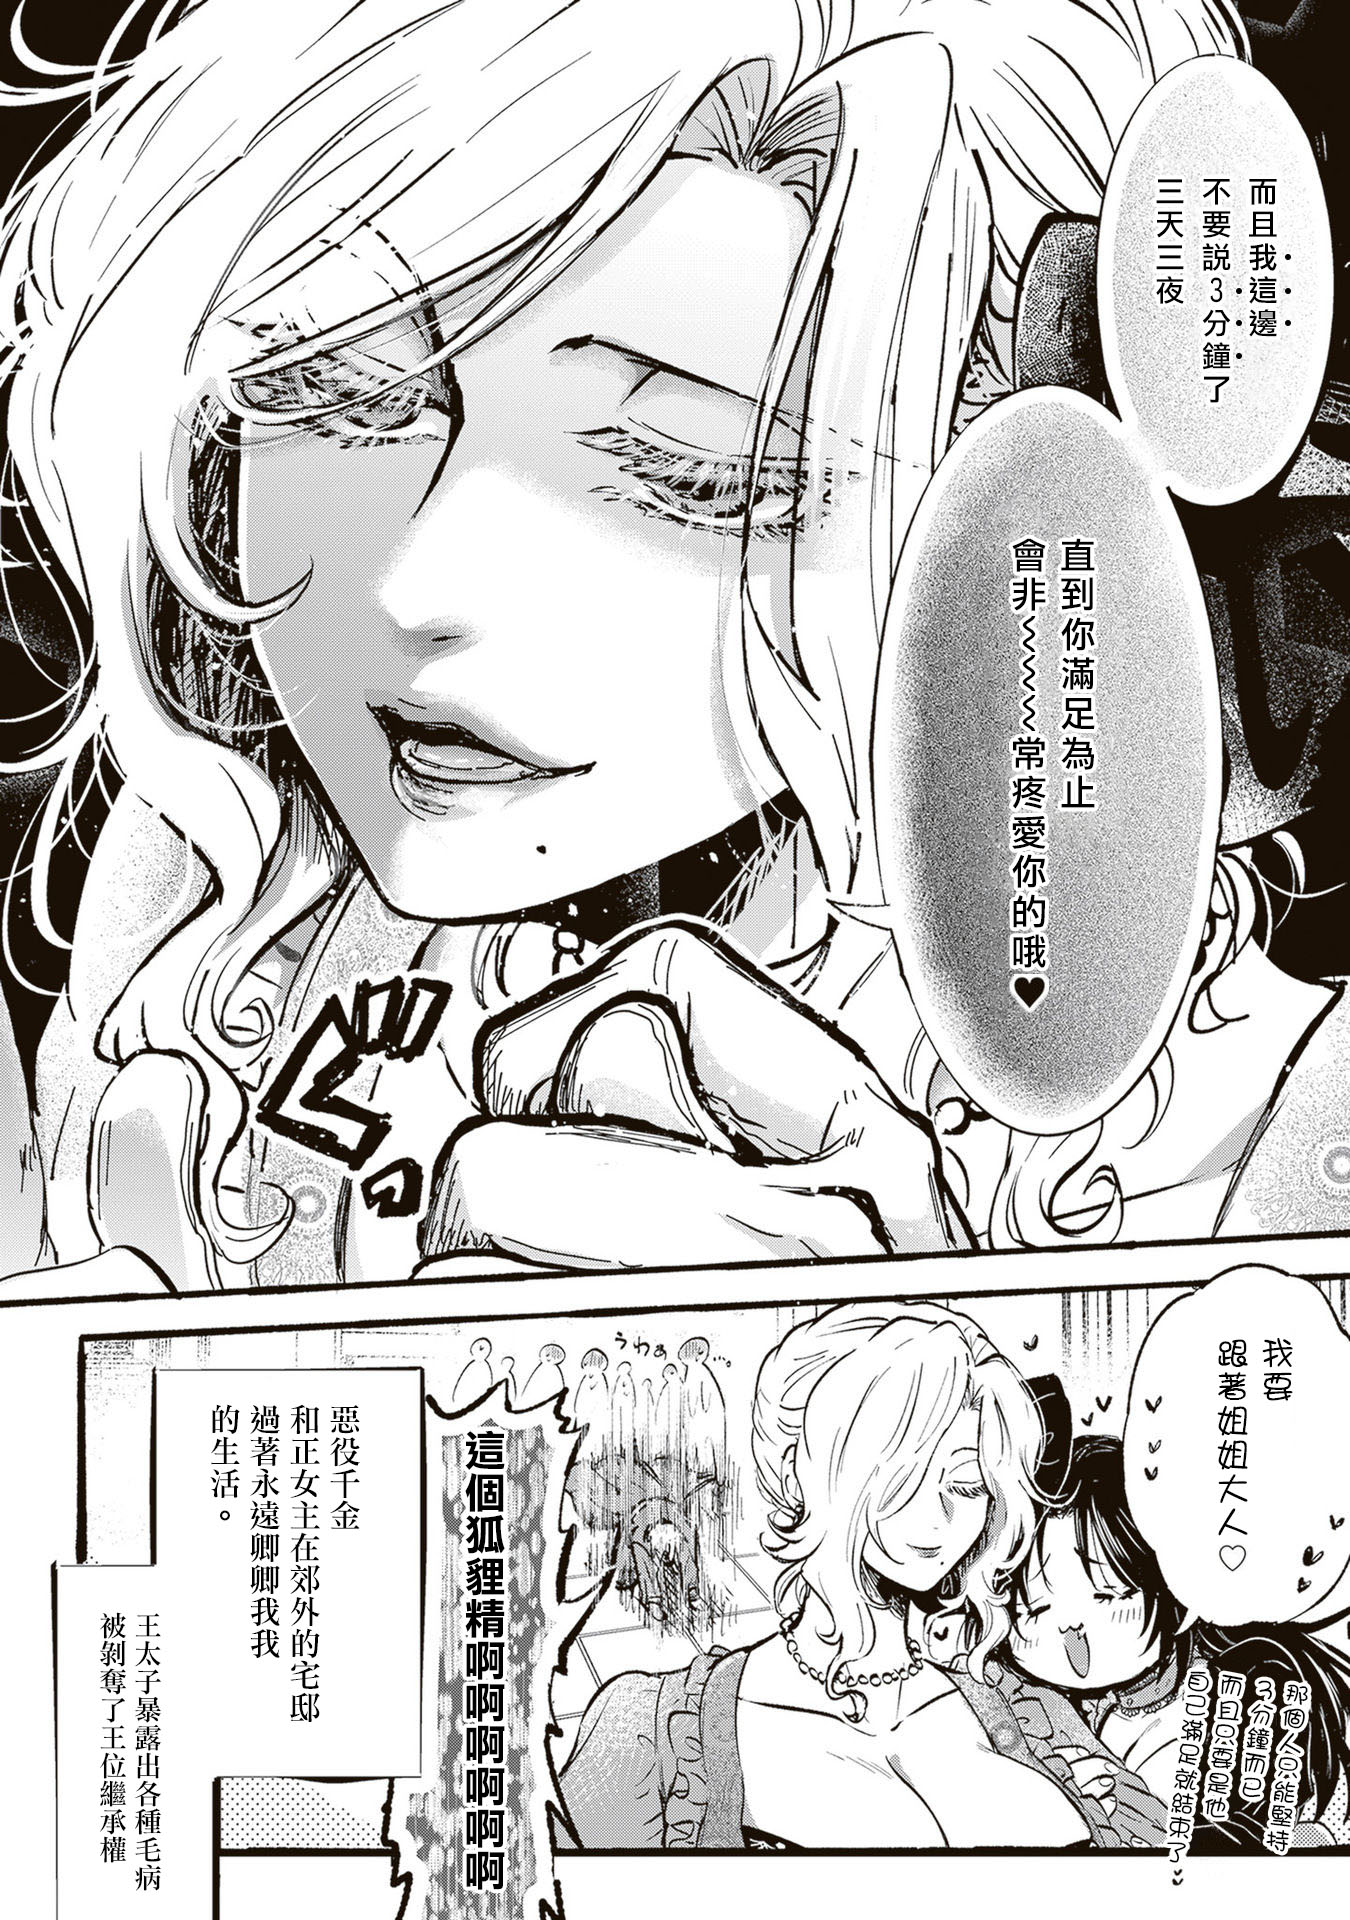 而且我這邊
不要說3分鐘了
三天三夜
直到你滿足為止
會非~~~~常疼愛你的哦♥
我要
跟著姐姐大人♡
うわぁ
那個人只能堅持
3分鐘而已
而且只要是他
自己滿足就結束了
這個狐狸精啊啊啊啊啊啊
惡役千金
和正女主在郊外的宅邸
過著永遠卿卿我我
的生活。
王太子暴露出各種毛病
被剝奪了王位繼承權